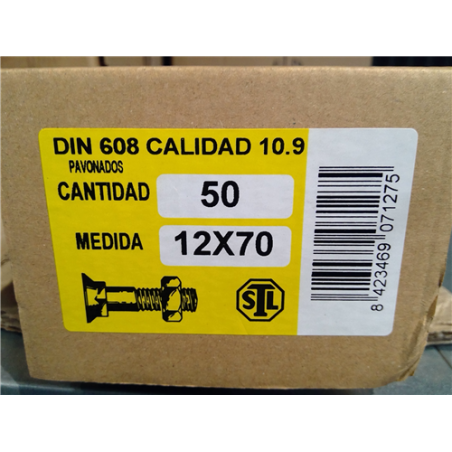 DIN 608 CALIDAD 10.9
PAVONADOS
CANTIDAD 50
MEDIDA 12X70
STL
8 423469 071275